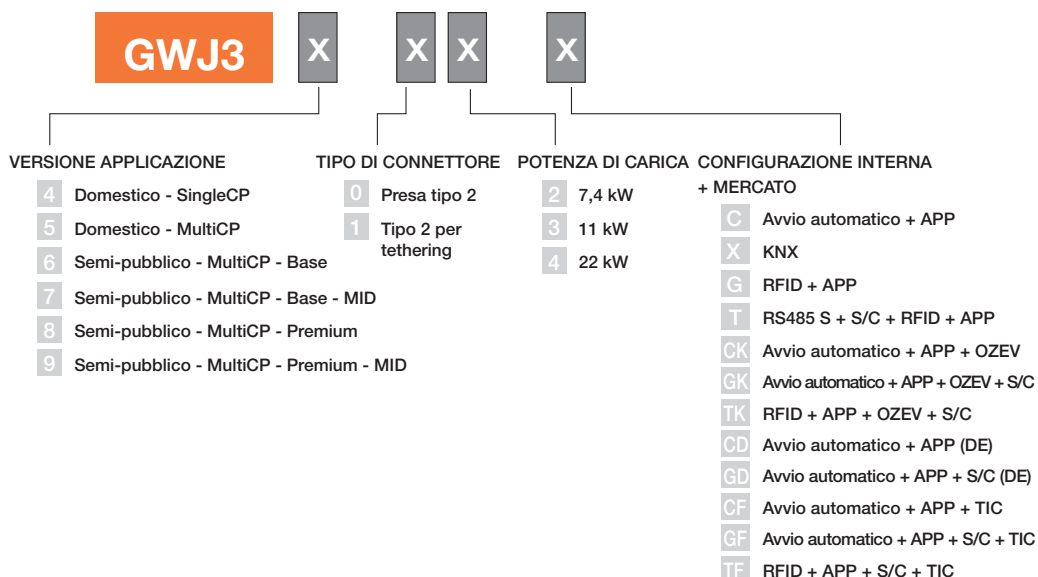 GWJ3 X X X X
VERSIONE APPLICAZIONE
4 Domestico - SingleCP
5 Domestico - MultiCP
6 Semi-pubblico - MultiCP - Base
7 Semi-pubblico - MultiCP - Base - MID
8 Semi-pubblico - MultiCP - Premium
9 Semi-pubblico - MultiCP - Premium - MID
TIPO DI CONNETTORE
0 Presa tipo 2
1 Tipo 2 per
tethering
POTENZA DI CARICA
2 7,4 kW
3 11 kW
4 22 kW
CONFIGURAZIONE INTERNA
+ MERCATO
C Avvio automatico + APP
X KNX
G RFID + APP
T RS485 S + S/C + RFID + APP
CK Avvio automatico + APP + OZEV
GK Avvio automatico + APP + OZEV + S/C
TK RFID + APP + OZEV + S/C
CD Avvio automatico + APP (DE)
GD Avvio automatico + APP + S/C (DE)
CF Avvio automatico + APP + TIC
GF Avvio automatico + APP + S/C + TIC
TF RFID + APP + S/C + TIC